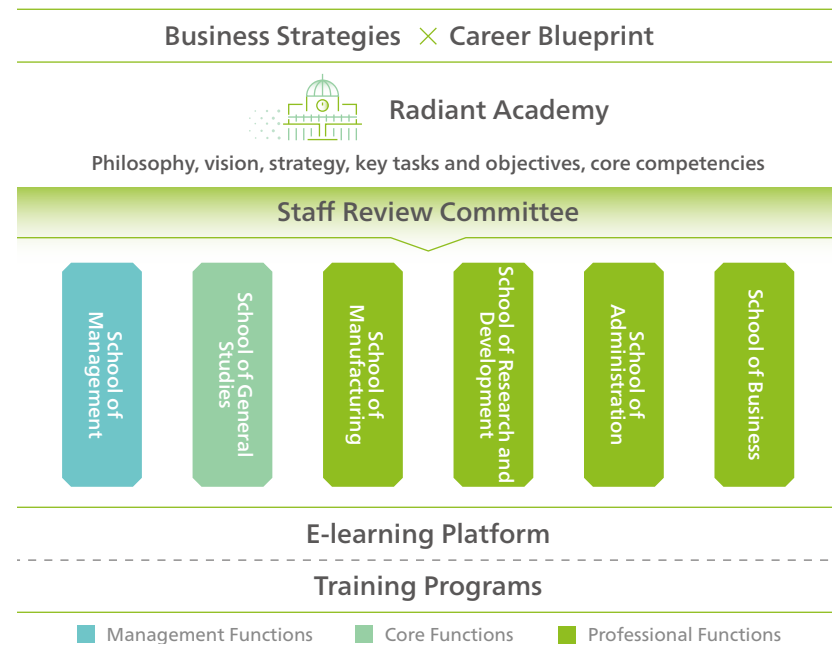 Business Strategies × Career Blueprint
Radiant Academy
Philosophy, vision, strategy, key tasks and objectives, core competencies
Staff Review Committee
School of
Management
School of General
Studies
School of
Manufacturing
School of Research and
Development
School of
Administration
School of Business
E-learning Platform
Training Programs
Management Functions
Core Functions
Professional Functions